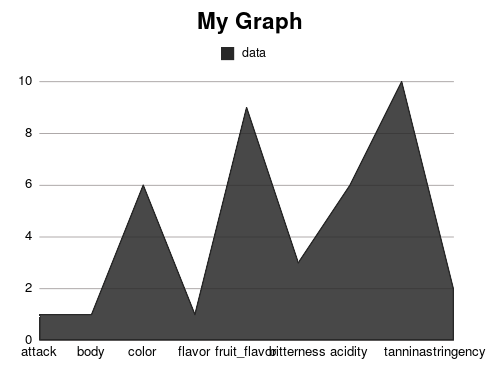 My Graph
data
10
8
6
4
2
0
attack body color flavor fruit_flavor bitterness acidity tannin astringency